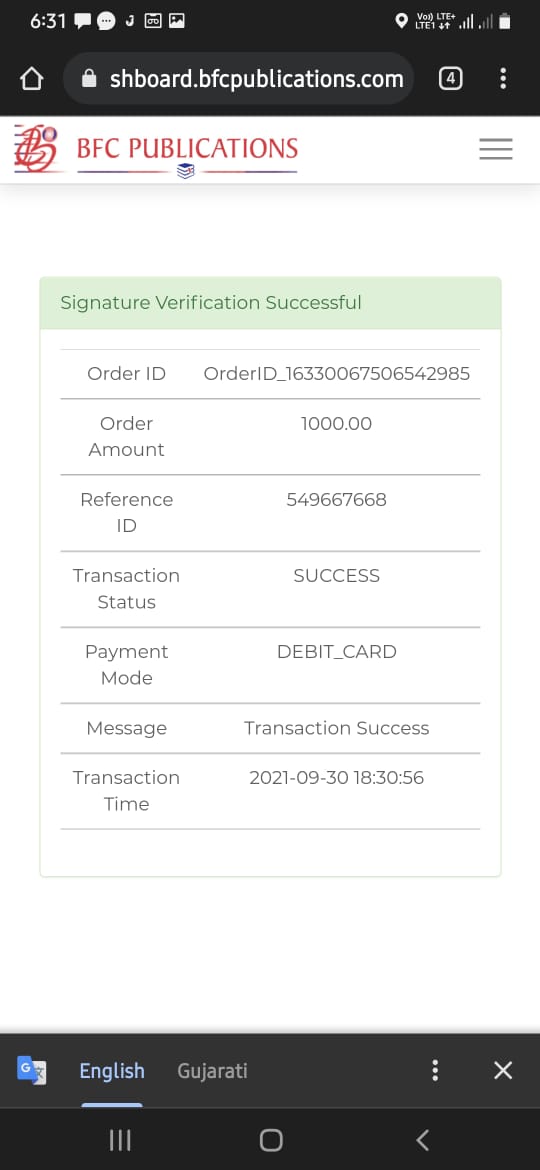 6:31
Vo) LTE+
LTE1
shboard.bfcpublications.com
4
BFC PUBLICATIONS
Signature Verification Successful
Order ID OrderID_16330067506542985
Order
Amount
1000.00
Reference
ID
549667668
Transaction
Status
SUCCESS
Payment
Mode
DEBIT_CARD
Message Transaction Success
Transaction
Time
2021-09-30 18:30:56
G
English Gujarati